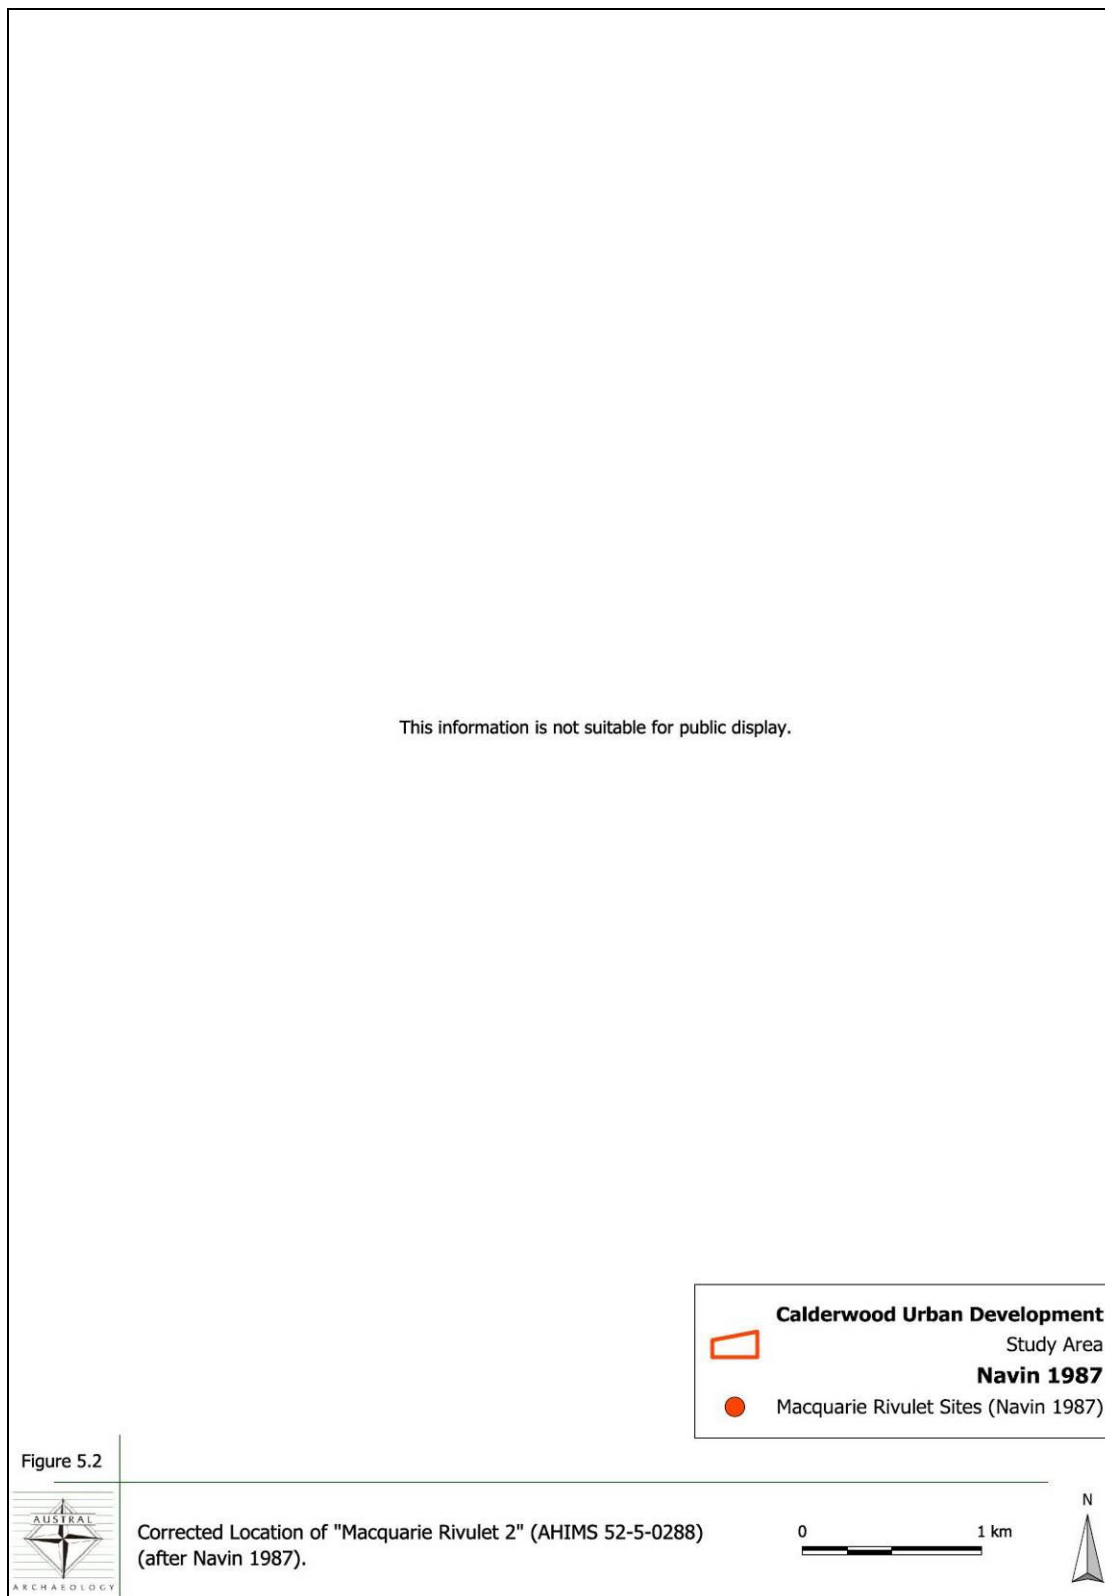 This information is not suitable for public display.
Calderwood Urban Development
Study Area
Navin 1987
Macquarie Rivulet Sites (Navin 1987)
Figure 5.2
AUSTRAL
ARCHAEOLOGY
Corrected Location of "Macquarie Rivulet 2" (AHIMS 52-5-0288)
(after Navin 1987).
0 1 km
N